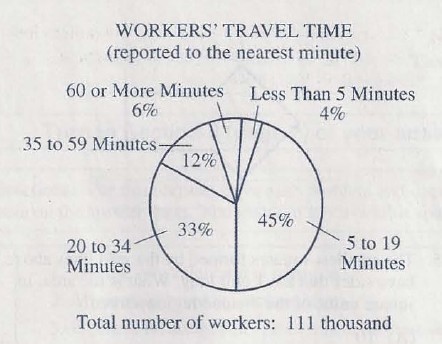 WORKERS' TRAVEL TIME
(reported to the nearest minute)
60 or More Minutes
6%
Less Than 5 Minutes
4%
35 to 59 Minutes
12%
33%
45%
20 to 34
Minutes
5 to 19
Minutes
Total number of workers: 111 thousand